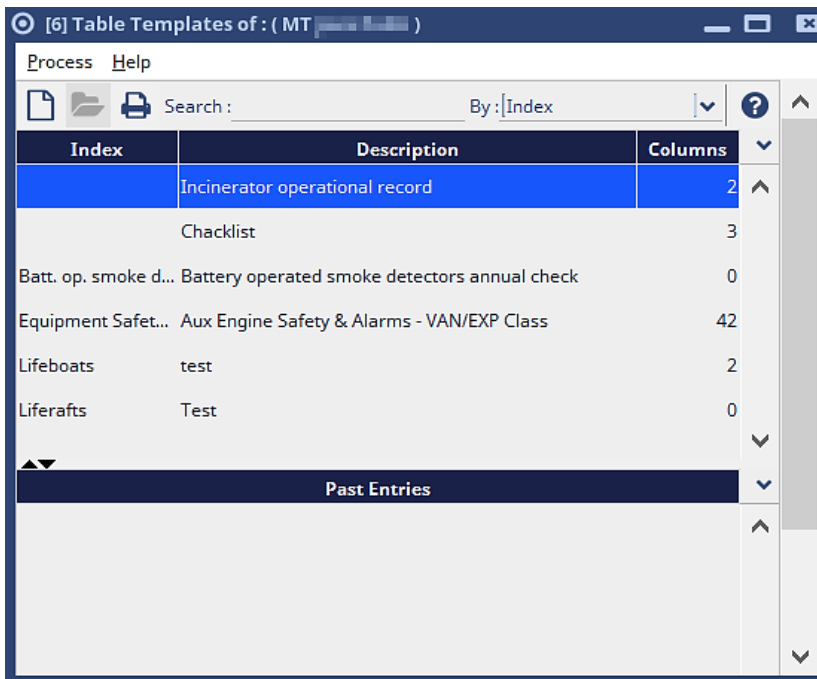 [6] Table Templates of : ( MT )
Process Help
Search : By : Index
Index Description Columns
Incinerator operational record 2
Chacklist 3
Batt. op. smoke d... Battery operated smoke detectors annual check 0
Equipment Safet... Aux Engine Safety & Alarms - VAN/EXP Class 42
Lifeboats test 2
Liferafts Test 0
Past Entries